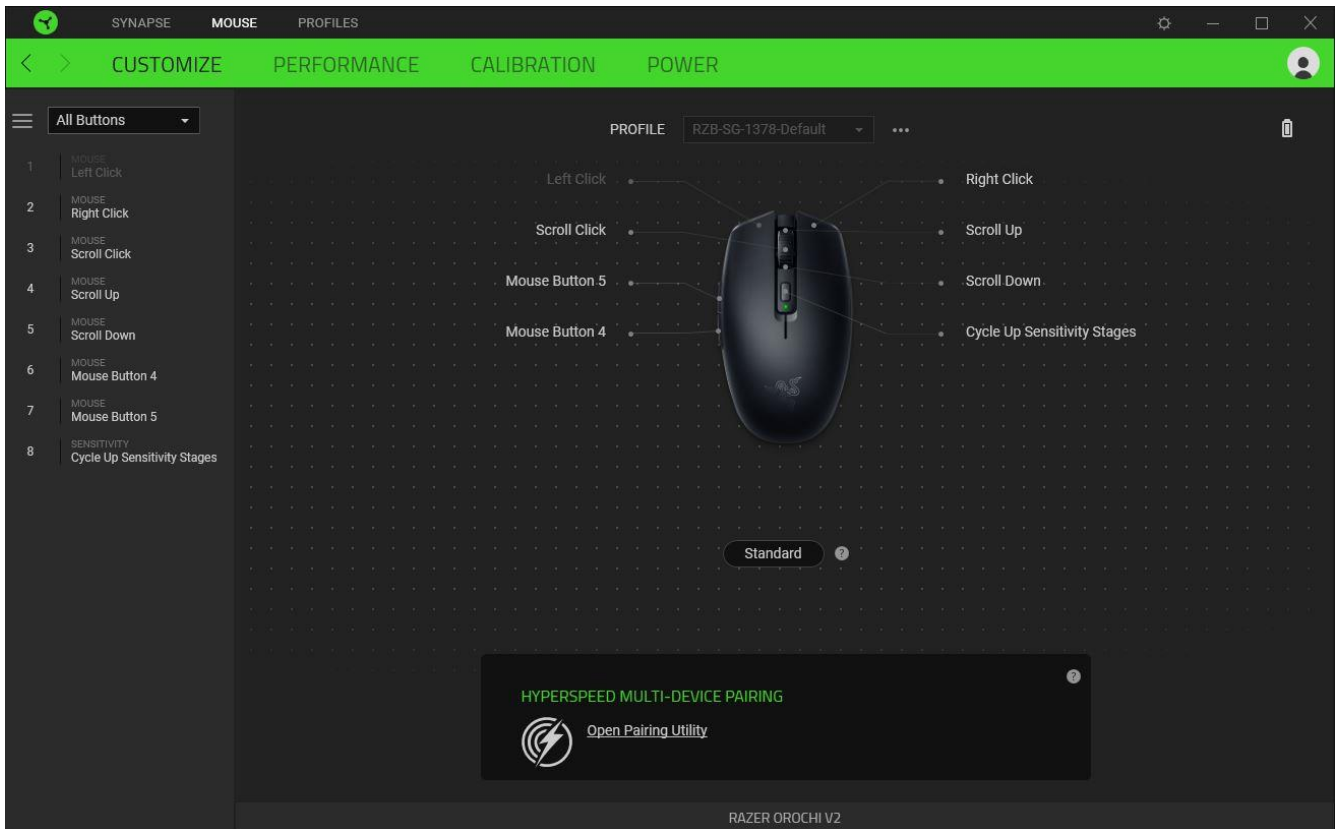 SYNAPSE MOUSE PROFILES
CUSTOMIZE PERFORMANCE CALIBRATION POWER
All Buttons
PROFILE RZB-SG-1378-Default
1 MOUSE
Left Click
2 MOUSE
Right Click
3 MOUSE
Scroll Click
4 MOUSE
Scroll Up
5 MOUSE
Scroll Down
6 MOUSE
Mouse Button 4
7 MOUSE
Mouse Button 5
8 SENSITIVITY
Cycle Up Sensitivity Stages
Left Click Right Click
Scroll Click Scroll Up
Mouse Button 5 Scroll Down
Mouse Button 4 Cycle Up Sensitivity Stages
Standard ?
HYPERSPEED MULTI-DEVICE PAIRING ?
Open Pairing Utility
RAZER OROCHI V2